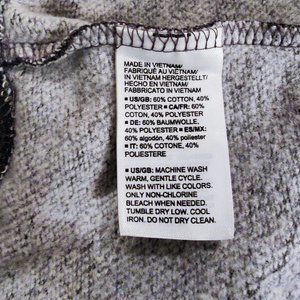 MADE IN VIETNAM/
FABRIQUÉ AU VIETNAM/
IN VIETNAM HERGESTELLT/
HECHO EN VIETNAM/
FABBRICATO IN VIETNAM
▪ US/GB: 60% COTTON, 40%
POLYESTER ▪ CA/FR: 60%
COTON, 40% POLYESTER
▪ DE: 60% BAUMWOLLE,
40% POLYESTER ▪ ES/MX:
60% algodón, 40% poliéster
▪ IT: 60% COTONE, 40%
POLIESTERE
▪ US/GB: MACHINE WASH
WARM, GENTLE CYCLE.
WASH WITH LIKE COLORS.
ONLY NON-CHLORINE
BLEACH WHEN NEEDED.
TUMBLE DRY LOW. COOL
IRON. DO NOT DRY CLEAN.